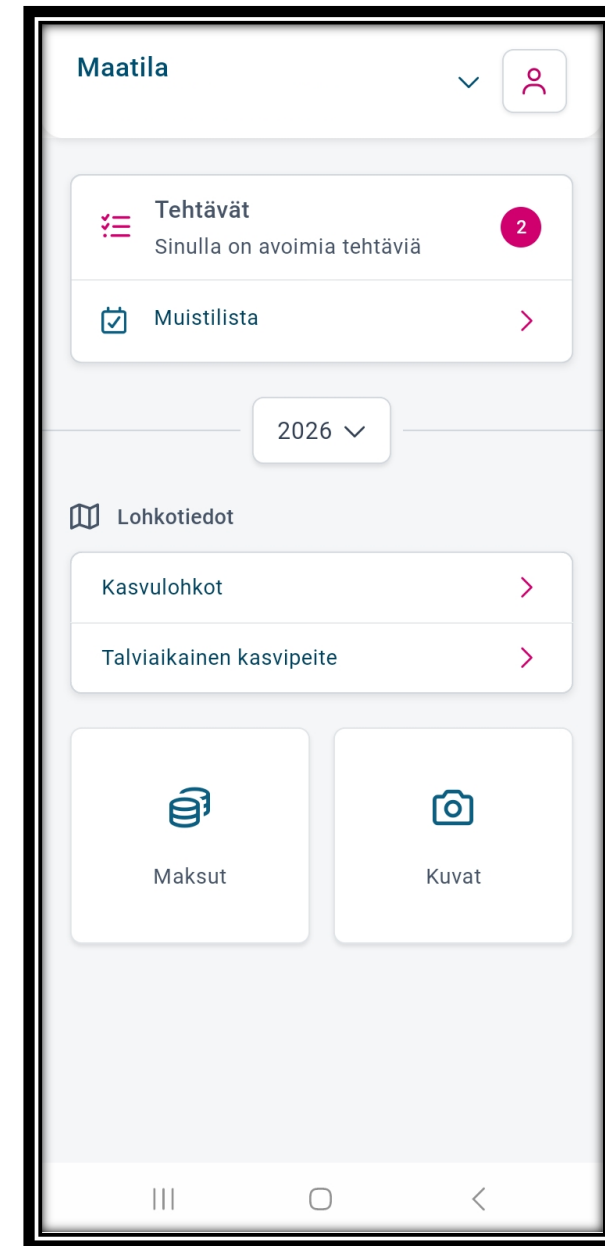 Maatila
Tehtävät
Sinulla on avoimia tehtäviä
2
Muistilista
2026
Lohkotiedot
Kasvulohkot
Talviaikainen kasvipeite
Maksut
Kuvat